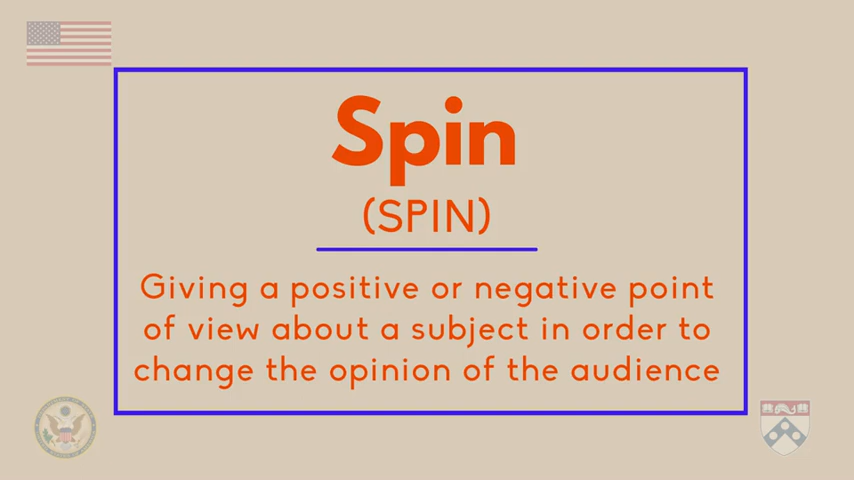 Spin
(SPIN)
Giving a positive or negative point
of view about a subject in order to
change the opinion of the audience